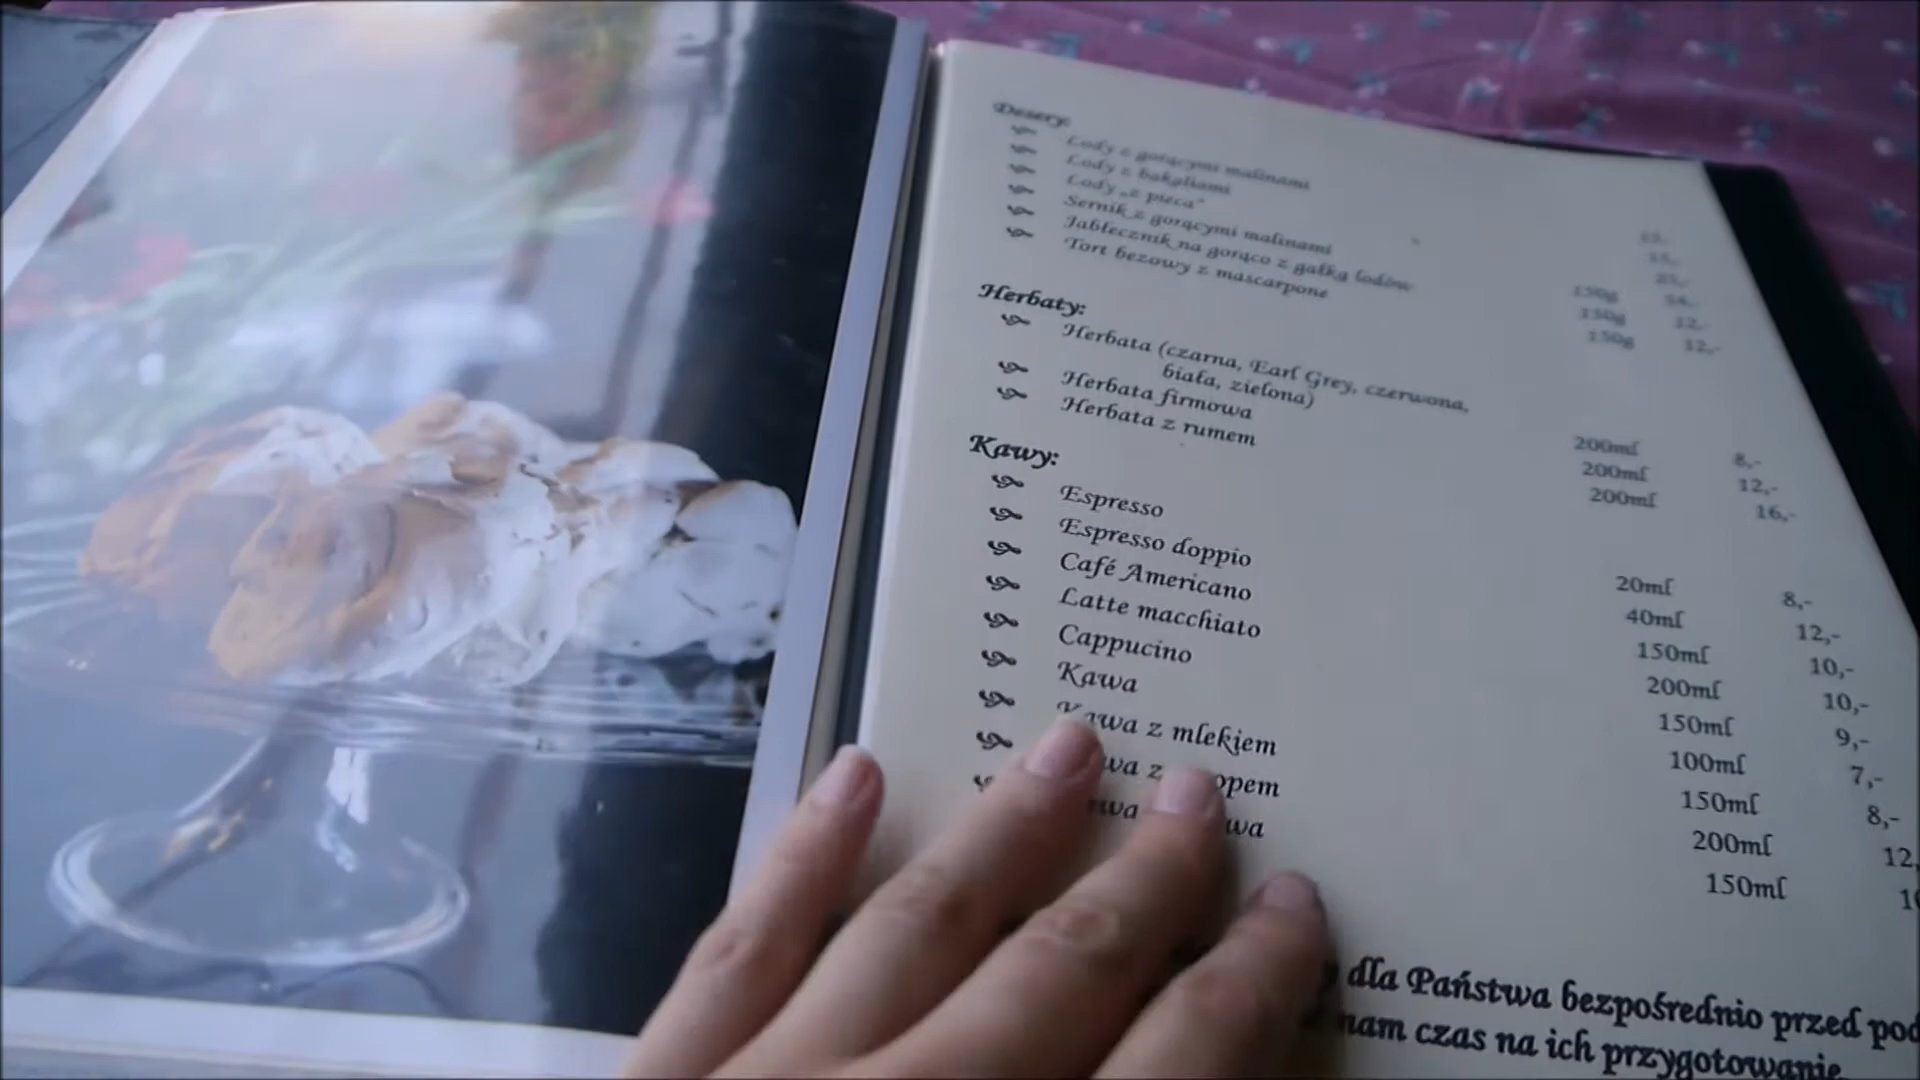 Desery:
Lody z gorącymi malinami
Lody z bakaliami
Lody „z pieca"
Sernik z gorącymi malinami 150g 14,-
Jabłecznik na gorąco z gałką lodów 150g 12,-
Tort bezowy z mascarpone 150g 12,-
Herbaty:
Herbata (czarna, Earl Grey, czerwona,
biała, zielona) 200ml 8,-
Herbata firmowa 200ml 12,-
Herbata z rumem 200ml 16,-
Kawy:
Espresso 20ml 8,-
Espresso doppio 40ml 12,-
Café Americano 150ml 10,-
Latte macchiato 200ml 10,-
Cappucino 150ml 9,-
Kawa 100ml 7,-
Kawa z mlekiem 150ml 8,-
z 200ml 12,
150ml
dla Państwa bezpośrednio przed
nam czas na ich przygotowanie.